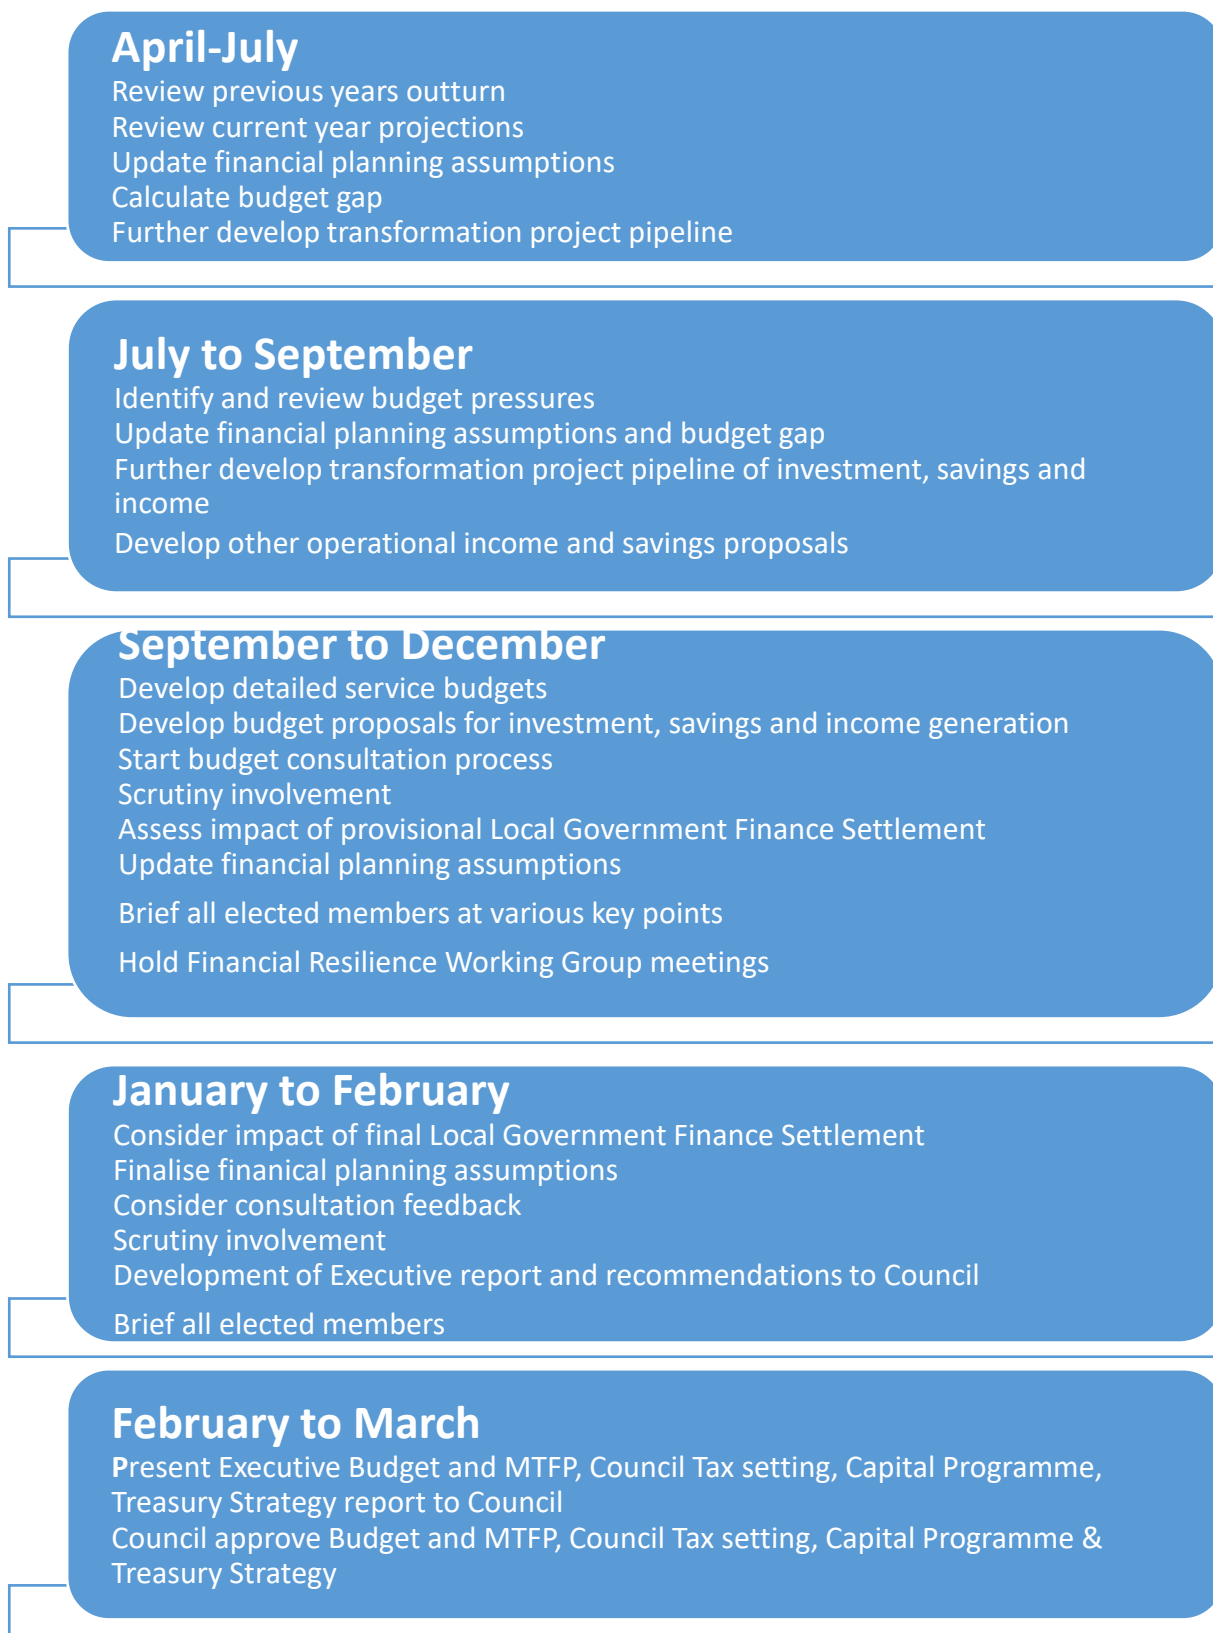 April-July
Review previous years outturn
Review current year projections
Update financial planning assumptions
Calculate budget gap
Further develop transformation project pipeline
July to September
Identify and review budget pressures
Update financial planning assumptions and budget gap
Further develop transformation project pipeline of investment, savings and
income
Develop other operational income and savings proposals
September to December
Develop detailed service budgets
Develop budget proposals for investment, savings and income generation
Start budget consultation process
Scrutiny involvement
Assess impact of provisional Local Government Finance Settlement
Update financial planning assumptions
Brief all elected members at various key points
Hold Financial Resilience Working Group meetings
January to February
Consider impact of final Local Government Finance Settlement
Finalise finanical planning assumptions
Consider consultation feedback
Scrutiny involvement
Development of Executive report and recommendations to Council
Brief all elected members
February to March
Present Executive Budget and MTFP, Council Tax setting, Capital Programme,
Treasury Strategy report to Council
Council approve Budget and MTFP, Council Tax setting, Capital Programme &
Treasury Strategy